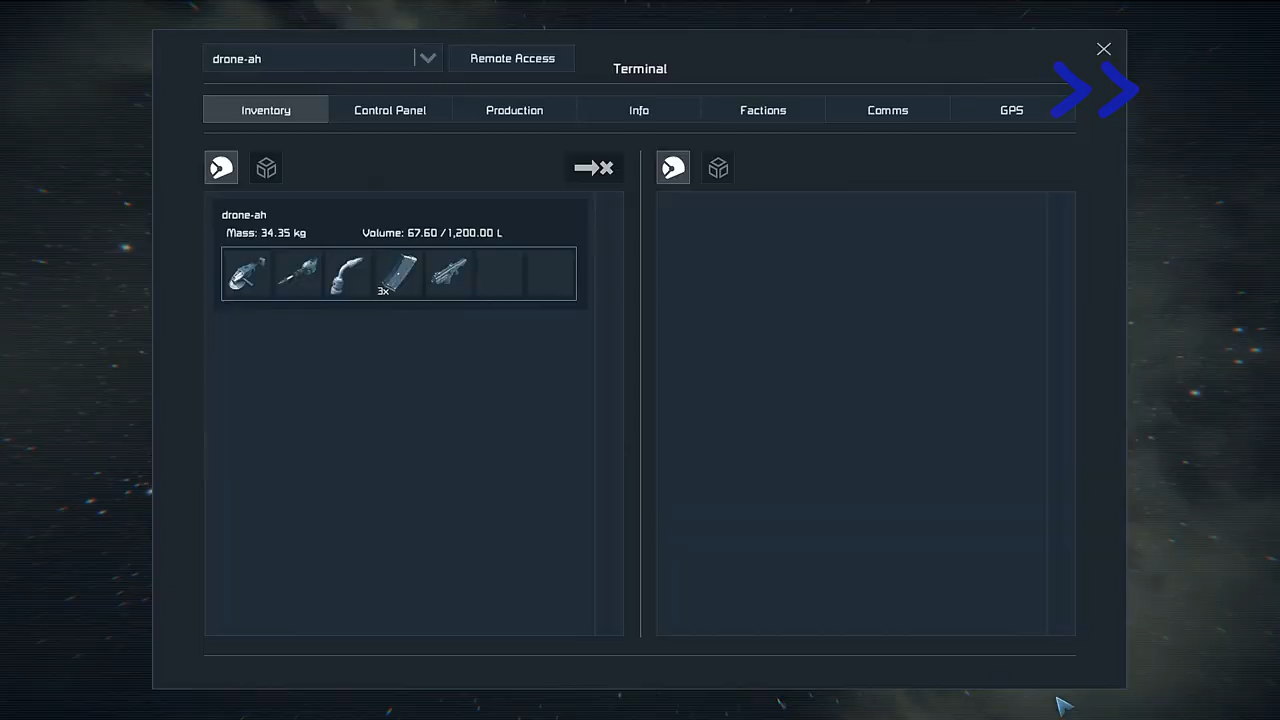 drone-ah
Remote Access
Terminal
Inventory
Control Panel
Production
Info
Factions
Comms
GPS
drone-ah
Mass: 34.35 kg
Volume: 67.60 / 1,200.00 L
3x